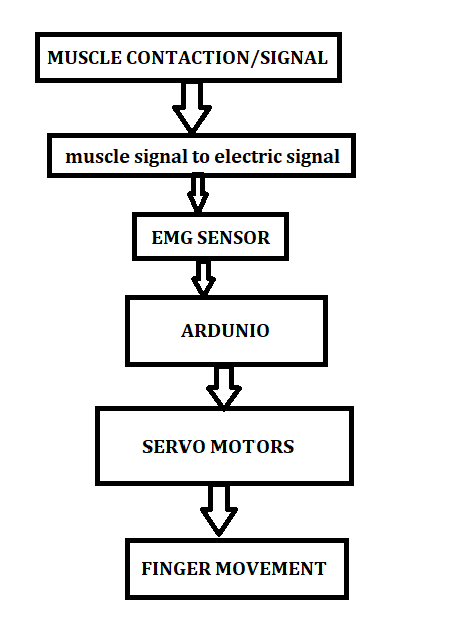 MUSCLE CONTACTION/SIGNAL
muscle signal to electric signal
EMG SENSOR
ARDUNIO
SERVO MOTORS
FINGER MOVEMENT